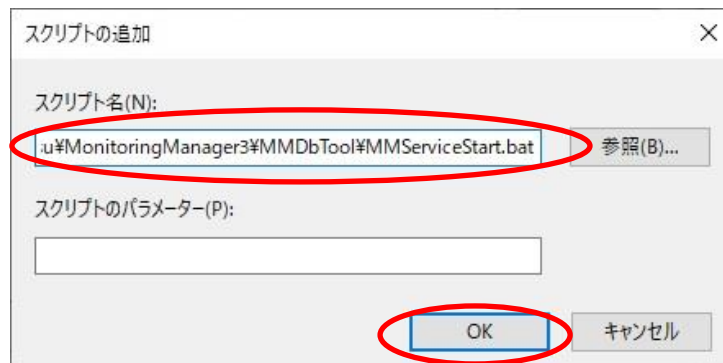 スクリプトの追加
スクリプト名(N):
u¥MonitoringManager3¥MMDbTool¥MMServiceStart.bat
参照(B)...
スクリプトのパラメーター(P):
OK
キャンセル